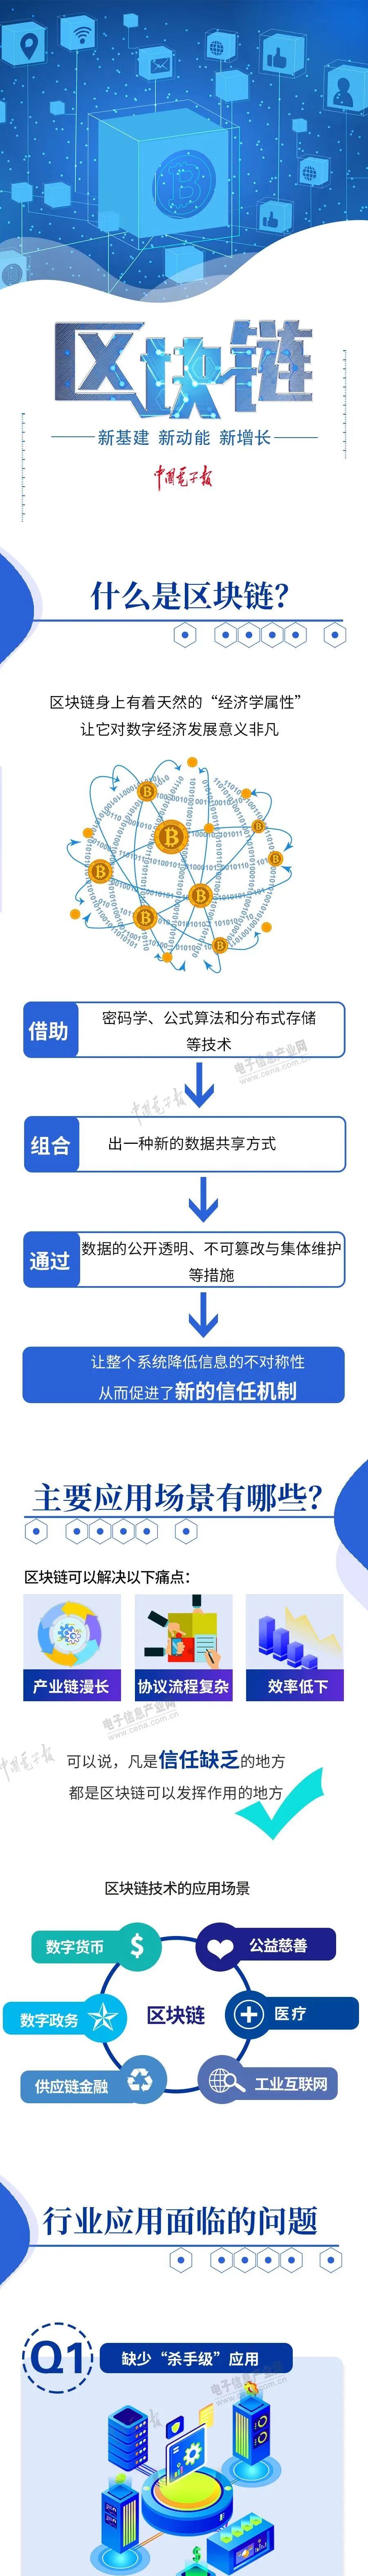 区块链
新基建 新动能 新增长
中国电子报
什么是区块链?
区块链身上有着天然的“经济学属性”
让它对数字经济发展意义非凡
借助
密码学、公式算法和分布式存储
等技术
电子信息产业网
www.cena.com.cn
中国电子报
组合
出一种新的数据共享方式
通过
数据的公开透明、不可篡改与集体维护
等措施
让整个系统降低信息的不对称性
从而促进了新的信任机制
主要应用场景有哪些?
区块链可以解决以下痛点：
产业链漫长
协议流程复杂
效率低下
电子信息产业网
www.cena.com.cn
中国电子报
可以说，凡是信任缺乏的地方
都是区块链可以发挥作用的地方
区块链技术的应用场景
数字货币
公益慈善
数字政务
区块链
医疗
供应链金融
工业互联网
行业应用面临的问题
Q1
缺少“杀手级”应用
电子信息产业网
www.cena.com.cn